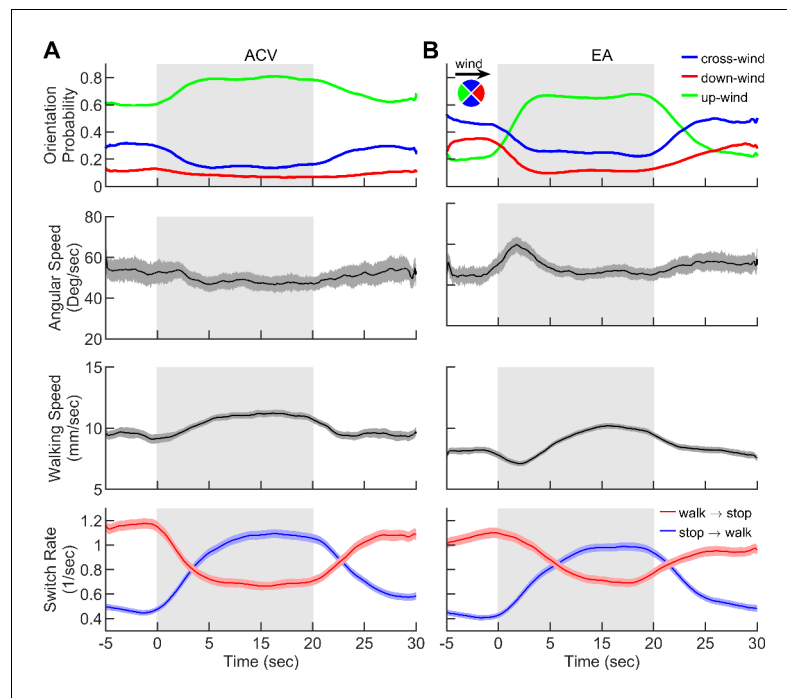 A
ACV
B
EA
wind
cross-wind
down-wind
up-wind
Orientation
Probability
0.8
0.6
0.4
0.2
0
Angular Speed
(Deg/sec)
80
60
40
20
Walking Speed
(mm/sec)
15
10
5
walk → stop
stop → walk
Switch Rate
(1/sec)
1.2
1
0.8
0.6
0.4
-5 0 5 10 15 20 20 30
Time (sec)
-5 0 5 10 15 20 20 30
Time (sec)